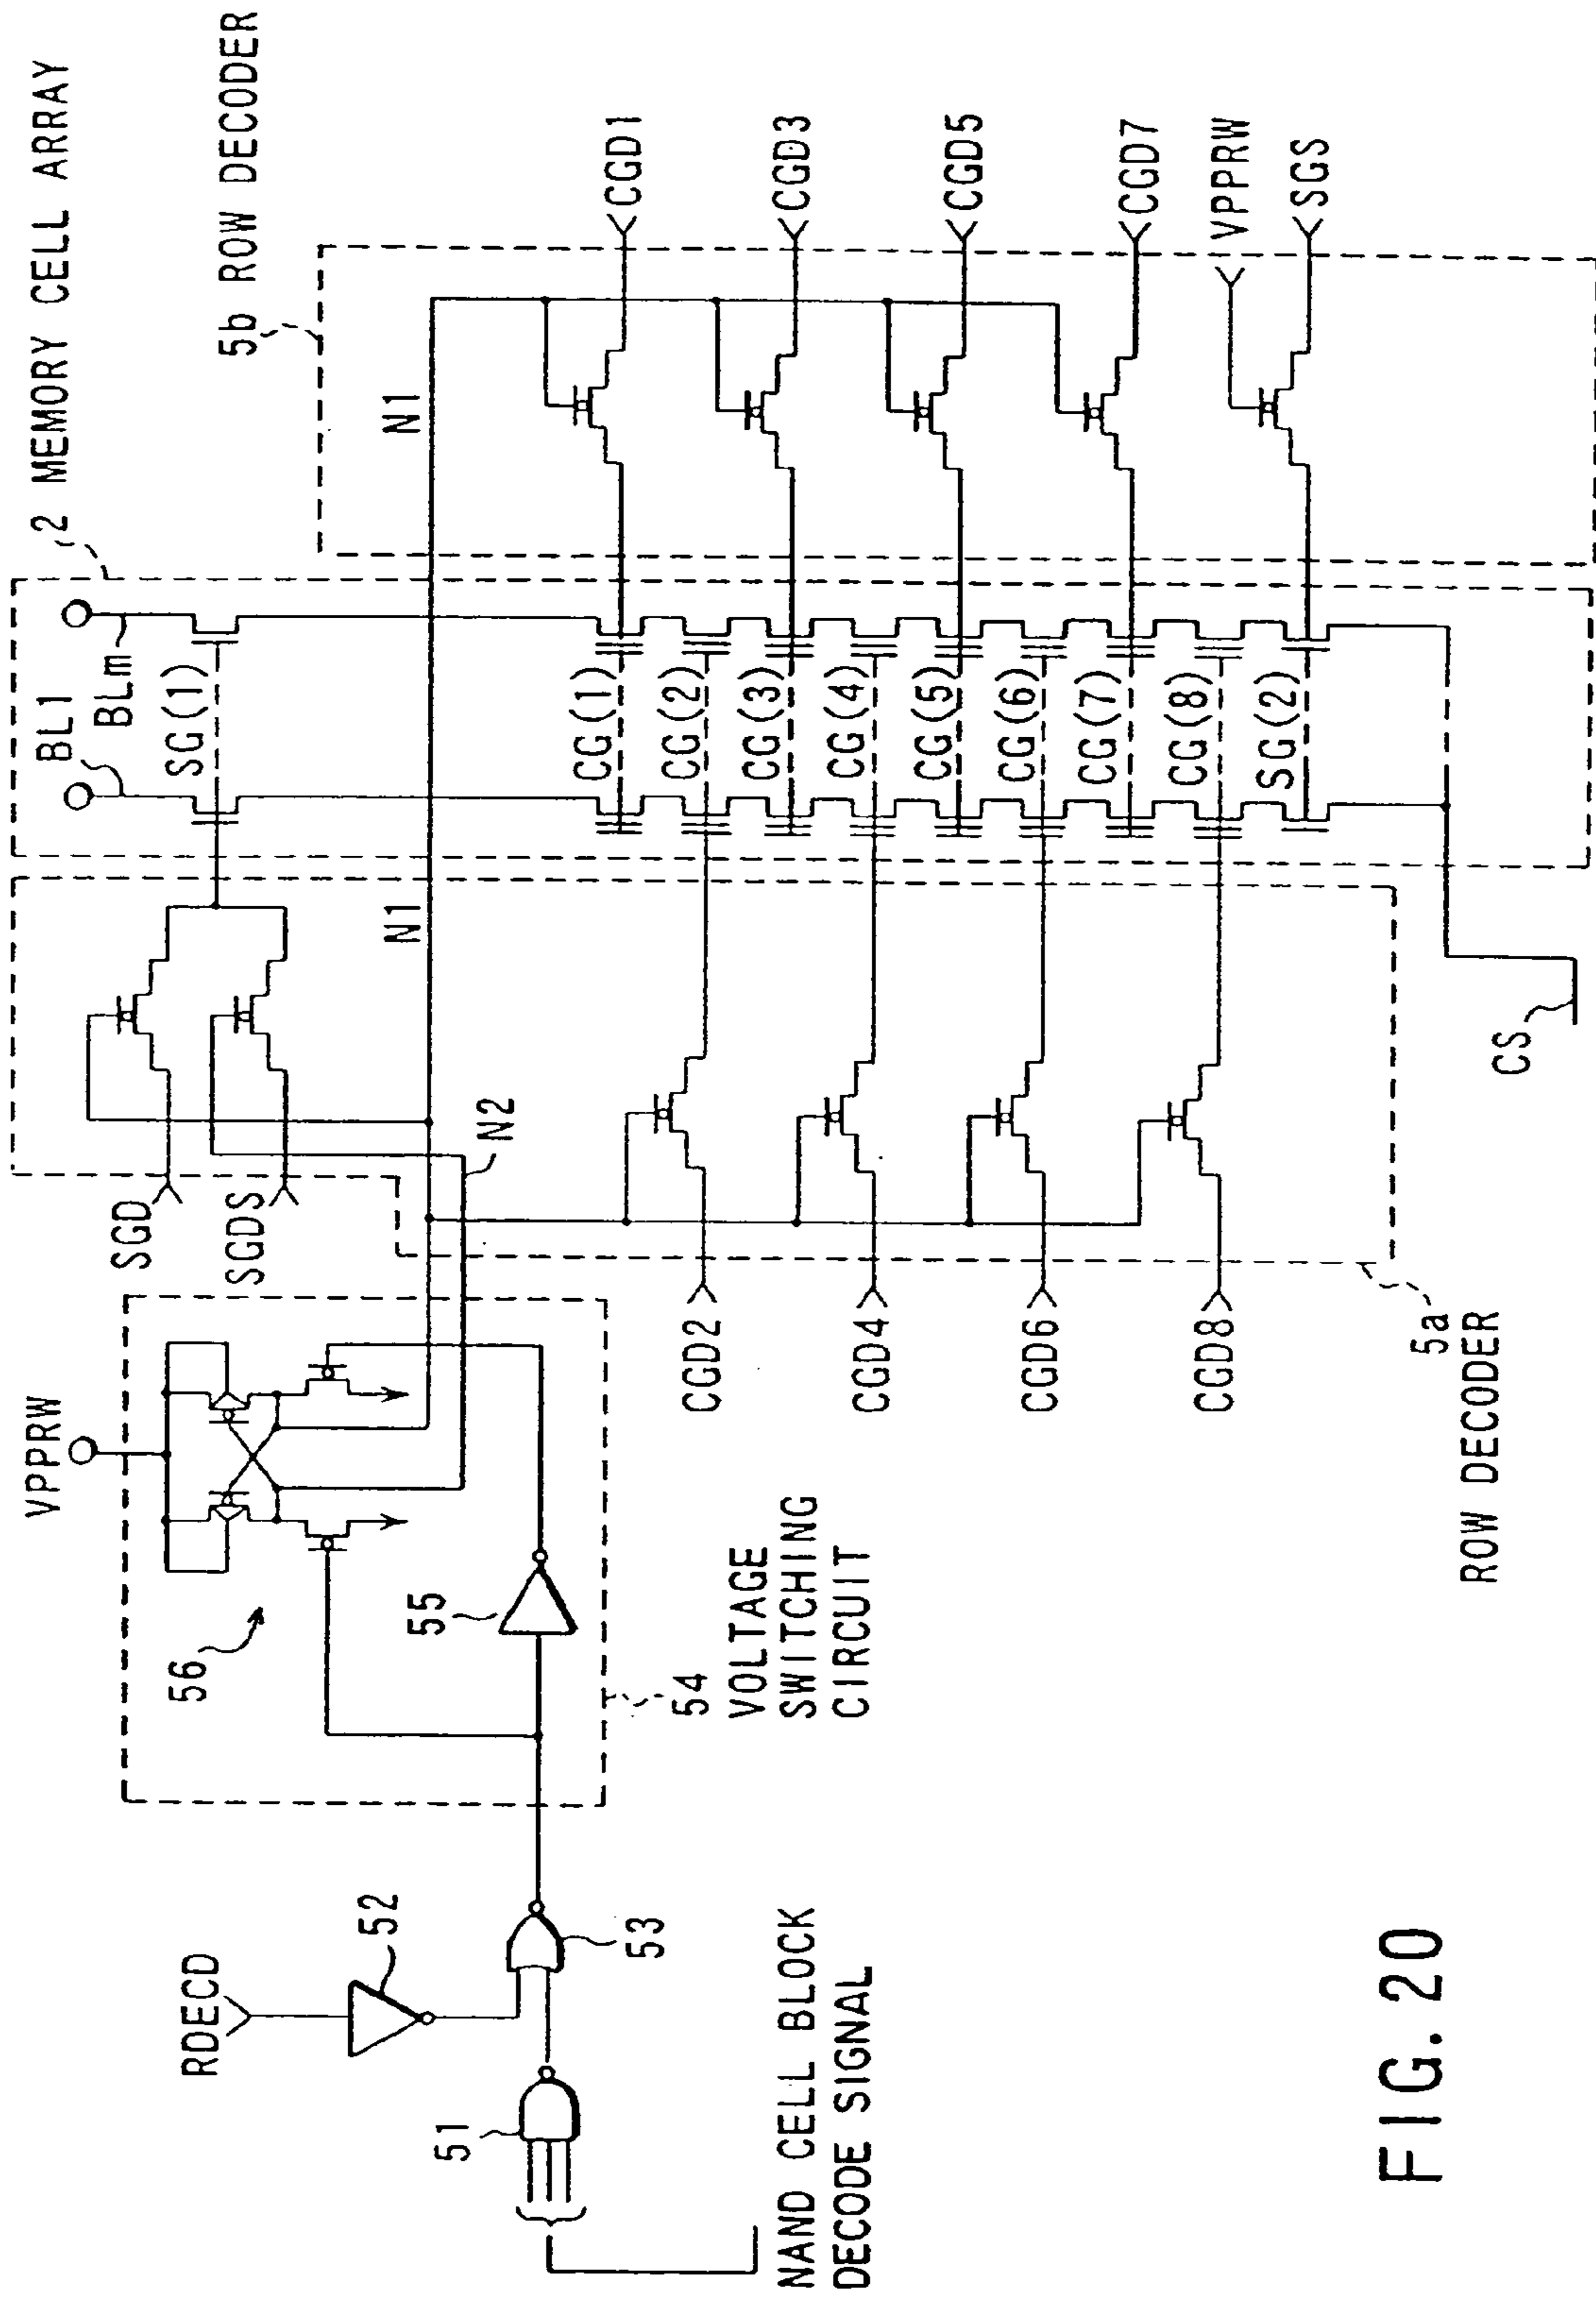 2 MEMORY CELL ARRAY
5b ROW DECODER
BL1
BLm
SG(1)
N1
N1
N2
SGD
SGDS
VPPRW
56
55
54
VOLTAGE
SWITCHING
CIRCUIT
RDECD
52
53
51
NAND CELL BLOCK
DECODE SIGNAL
CG(1)
CG(2)
CG(3)
CG(4)
CG(5)
CG(6)
CG(7)
CG(8)
SG(2)
CGD1
CGD3
CGD5
CGD7
VPPRW
SGS
CGD2
CGD4
CGD6
CGD8
CS
5a
ROW DECODER
FIG. 20